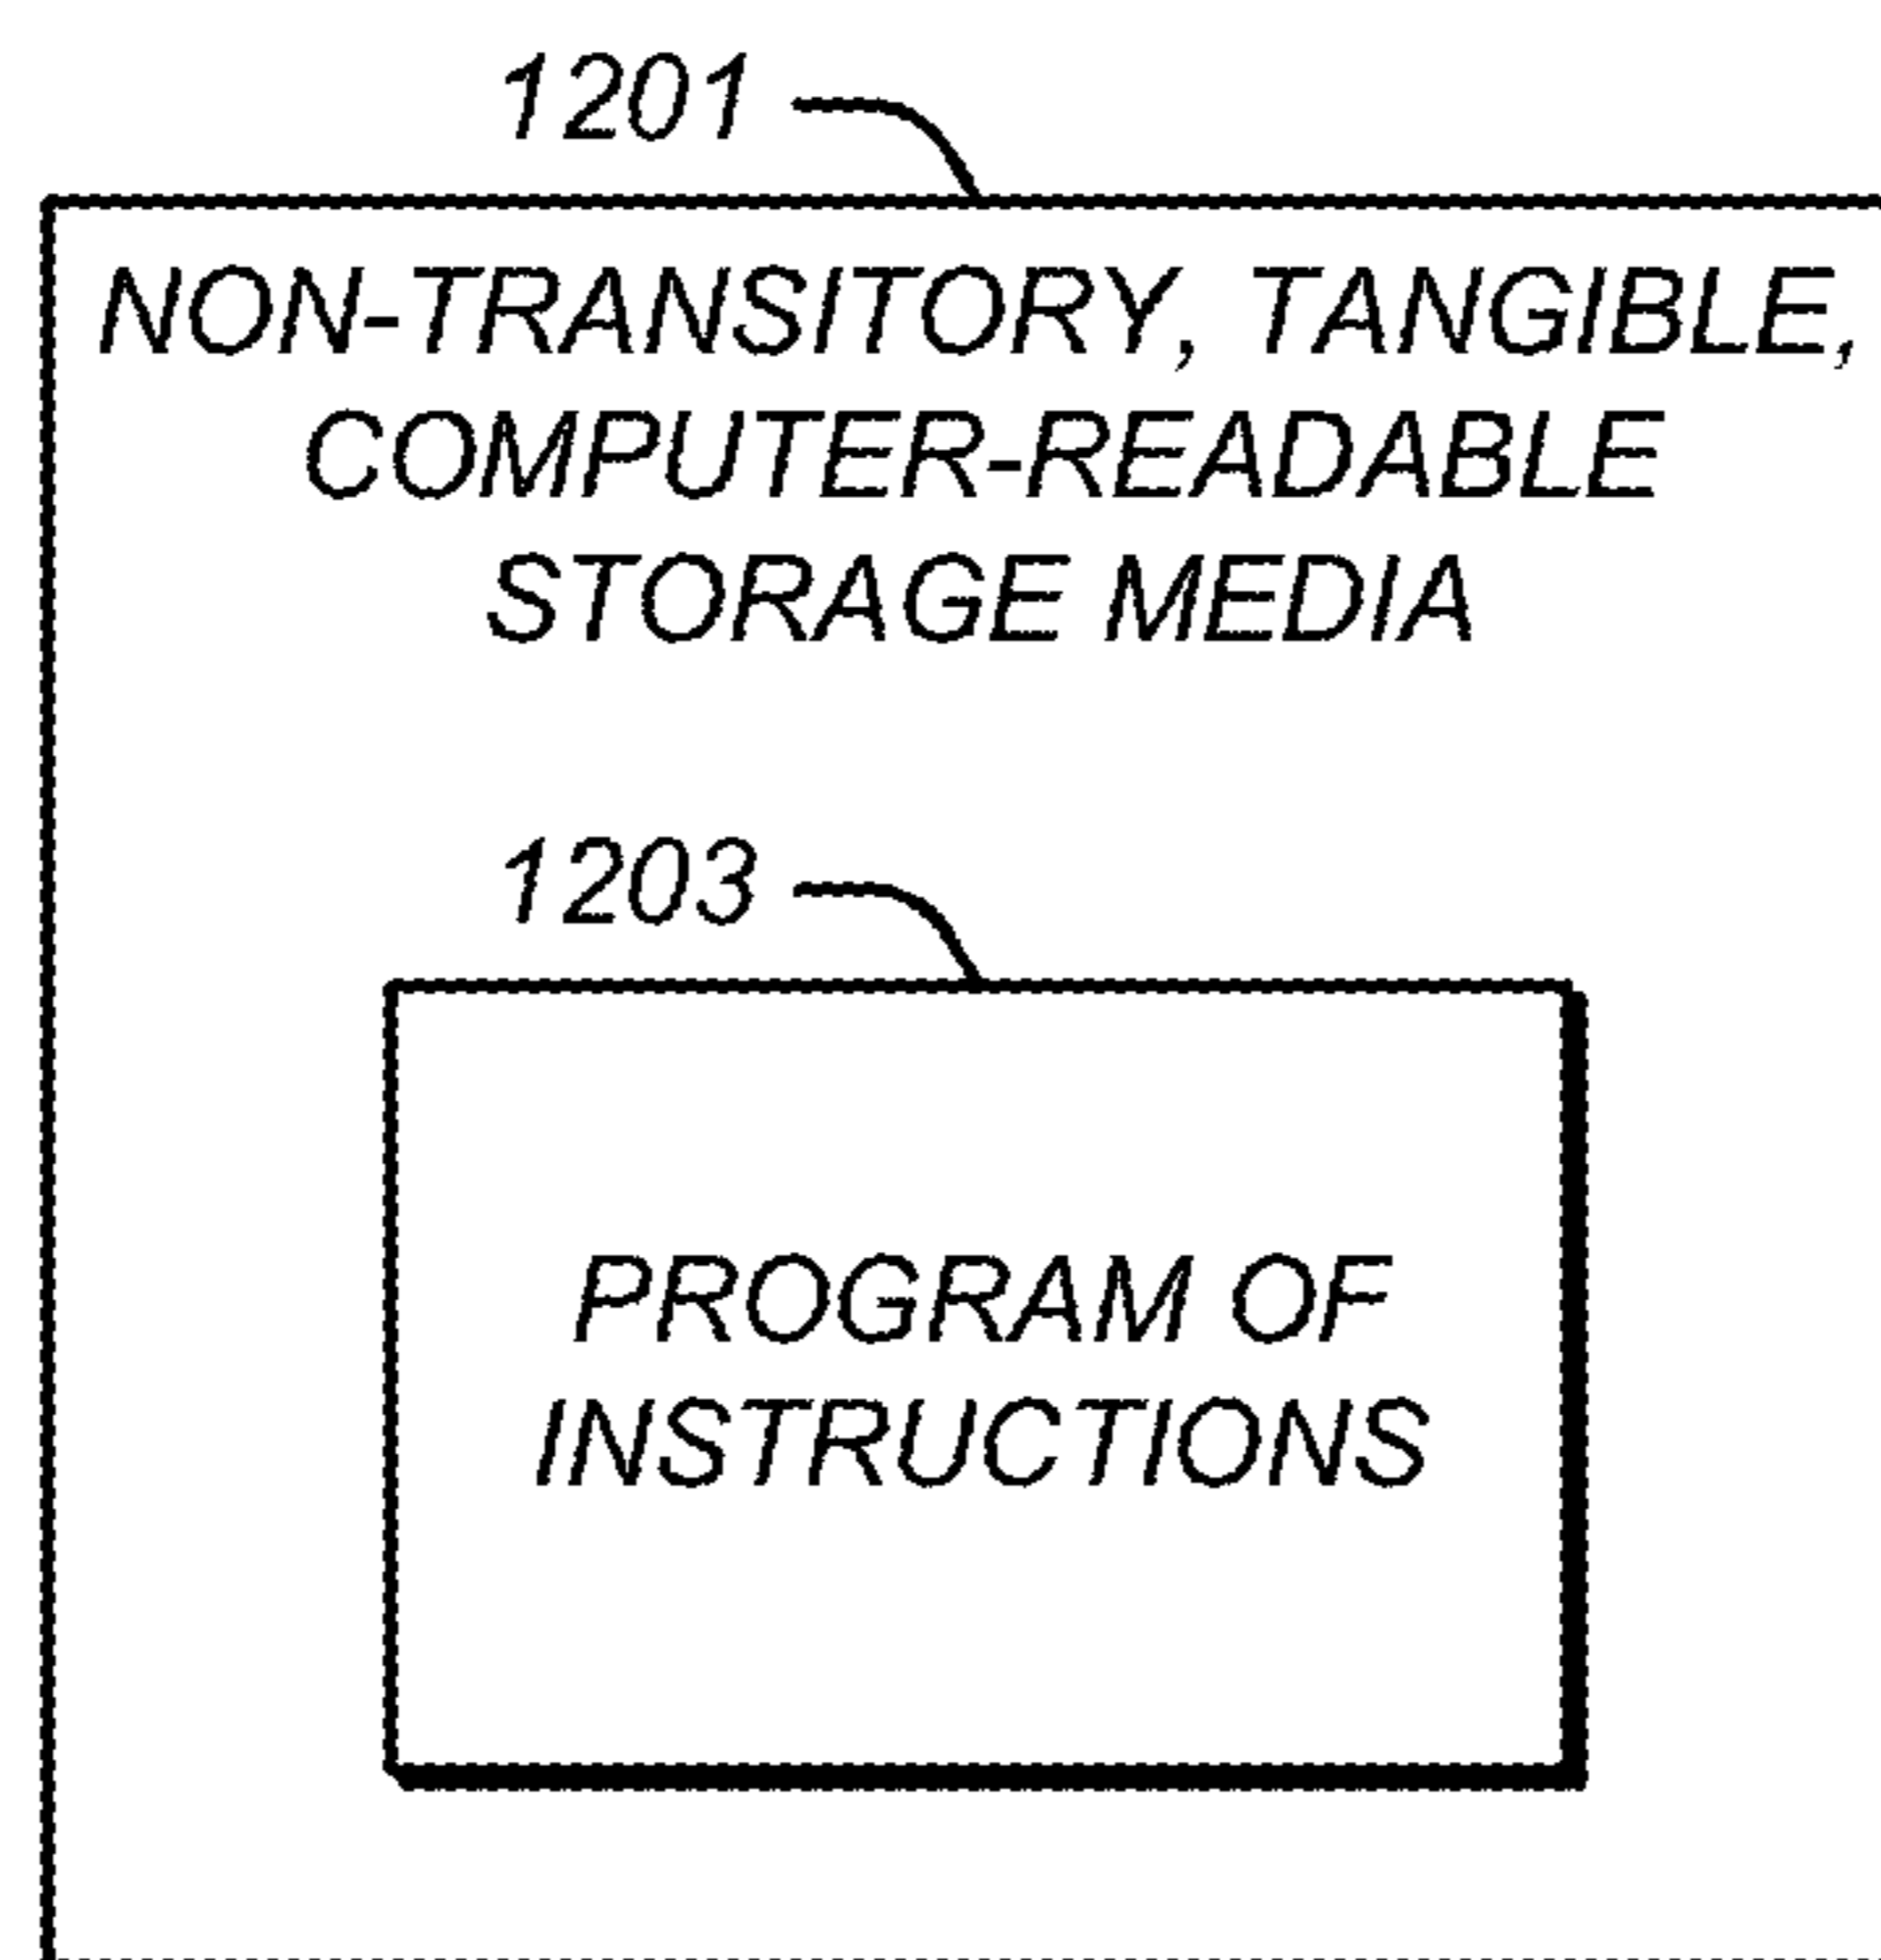 1201
NON-TRANSITORY, TANGIBLE,
COMPUTER-READABLE
STORAGE MEDIA
1203
PROGRAM OF
INSTRUCTIONS